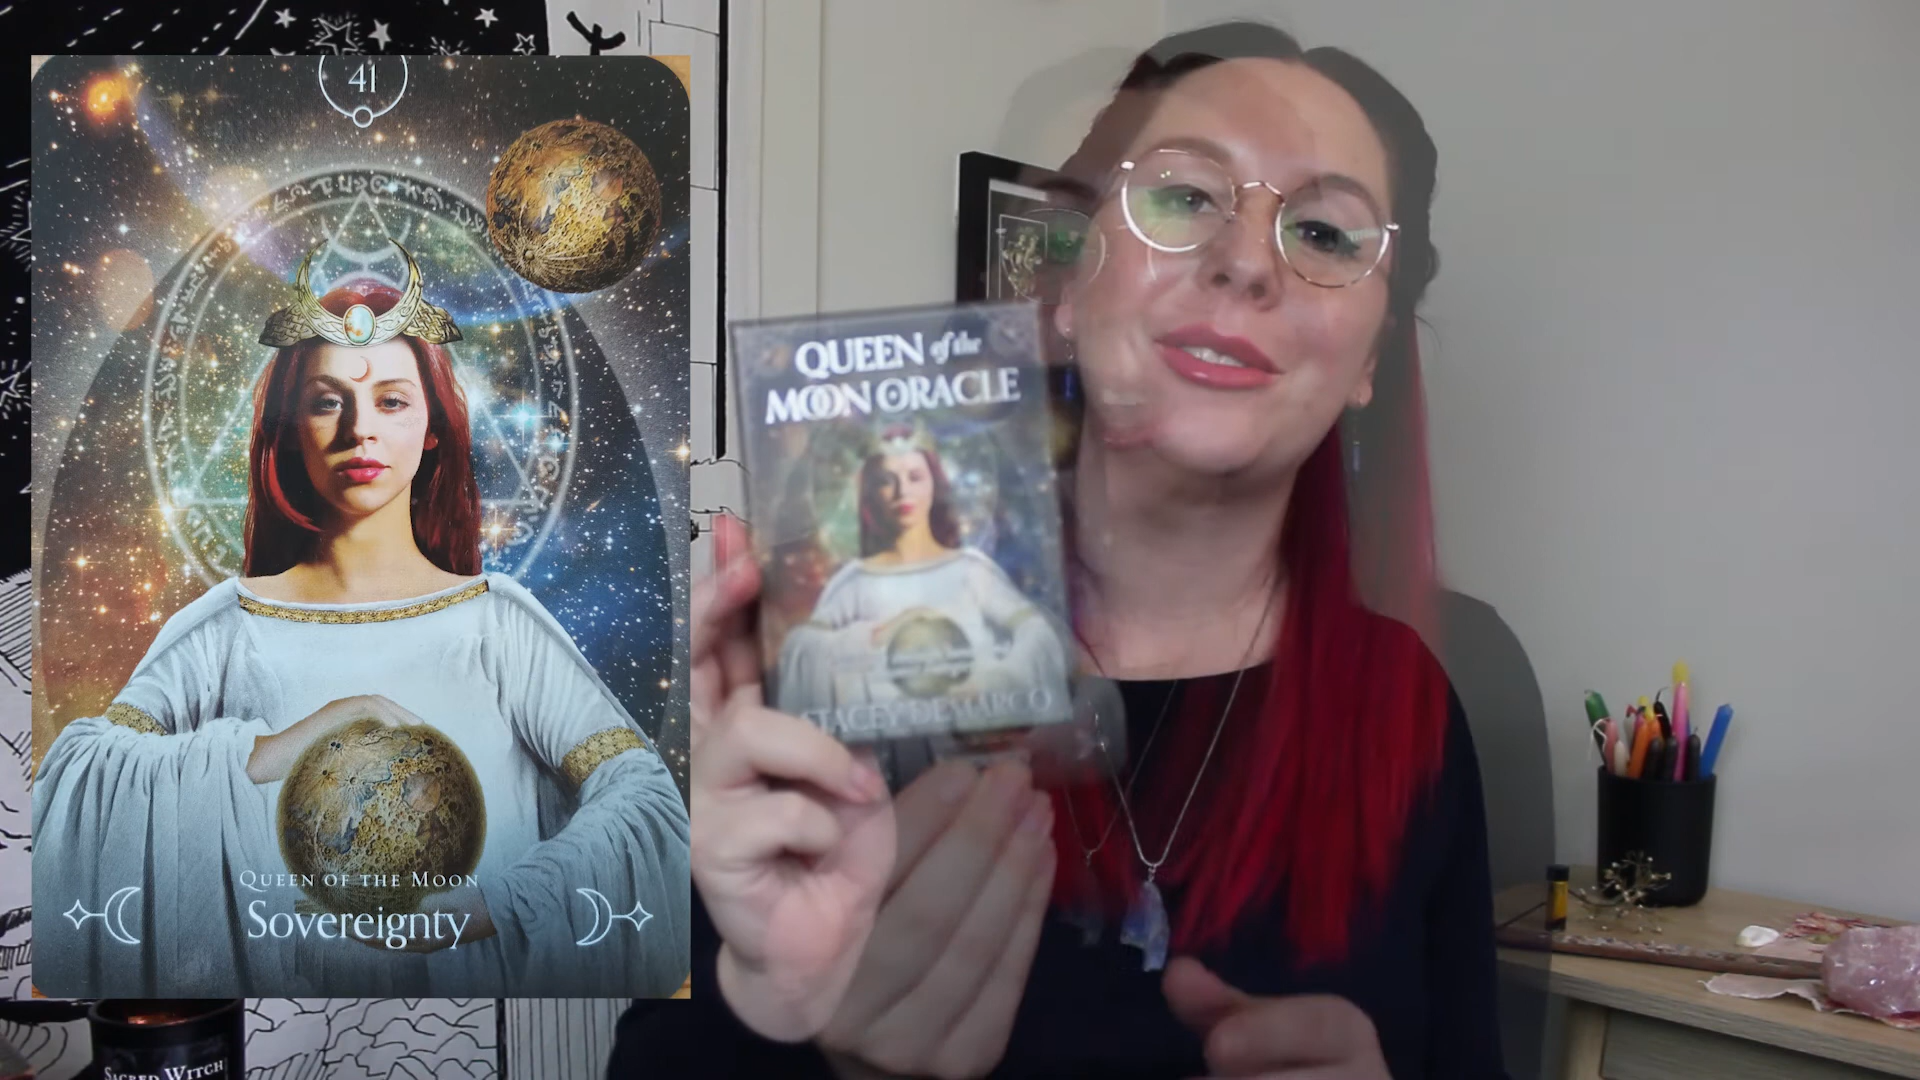 41
QUEEN OF THE MOON
Sovereignty
QUEEN of the
MOON ORACLE
STACEY DEMARCO
SACRED WITCH